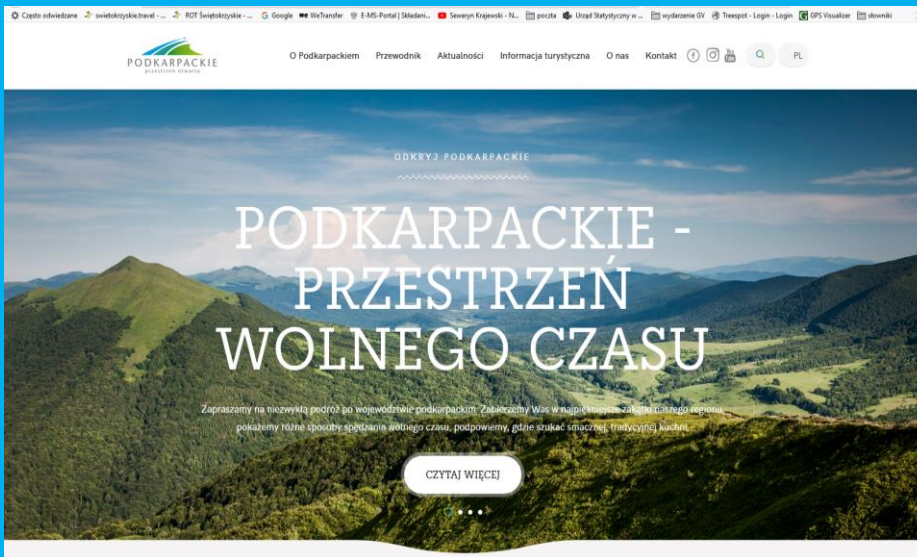 Często odwiedzane swietokrzyskie.travel - ... ROT Świętokrzyskie - ... Google WeTransfer E-MS-Portal | Składani... Seweryn Krajewski - N... poczta Urząd Statystyczny w ... wydarzenie GV Treespot - Login - Login GPS Visualizer słowniki
PODKARPACKIE
przestrzeń otwarta
O Podkarpackiem Przewodnik Aktualności Informacja turystyczna O nas Kontakt PL
ODKRYJ PODKARPACKIE
PODKARPACKIE -
PRZESTRZEŃ
WOLNEGO CZASU
Zapraszamy na niezwykłą podróż po województwie podkarpackim. Zabierzemy Was w najpiękniejsze zakątki naszego regionu,
pokażemy różne sposoby spędzania wolnego czasu, podpowiemy, gdzie szukać smacznej, tradycyjnej kuchni.
CZYTAJ WIĘCEJ